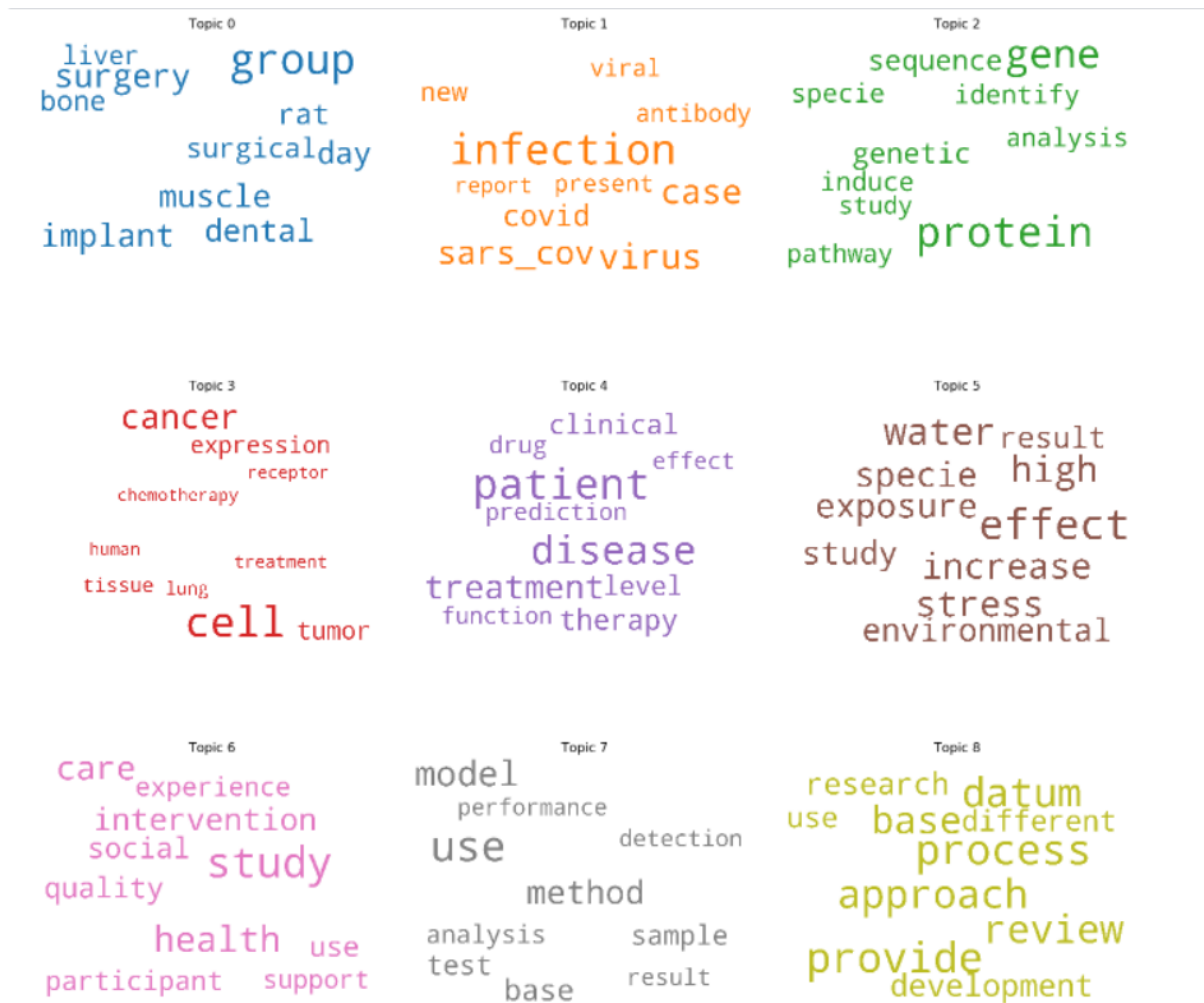 Topic 0
liver
group
surgery
bone
rat
surgical day
muscle
implant dental
Topic 1
viral
new
antibody
infection
report present case
covid
sars_cov virus
Topic 2
sequence gene
specie identify
analysis
genetic
induce
study
protein
pathway
Topic 3
cancer
expression
receptor
chemotherapy
human
treatment
tissue lung
cell tumor
Topic 4
clinical
drug
effect
patient
prediction
disease
treatment level
function therapy
Topic 5
water result
specie high
exposure
effect
study
increase
stress
environmental
Topic 6
care
experience
intervention
social
study
quality
health use
participant support
Topic 7
model
performance
detection
use
method
analysis sample
test
result
base
Topic 8
research datum
use base different
process
approach
review
provide
development